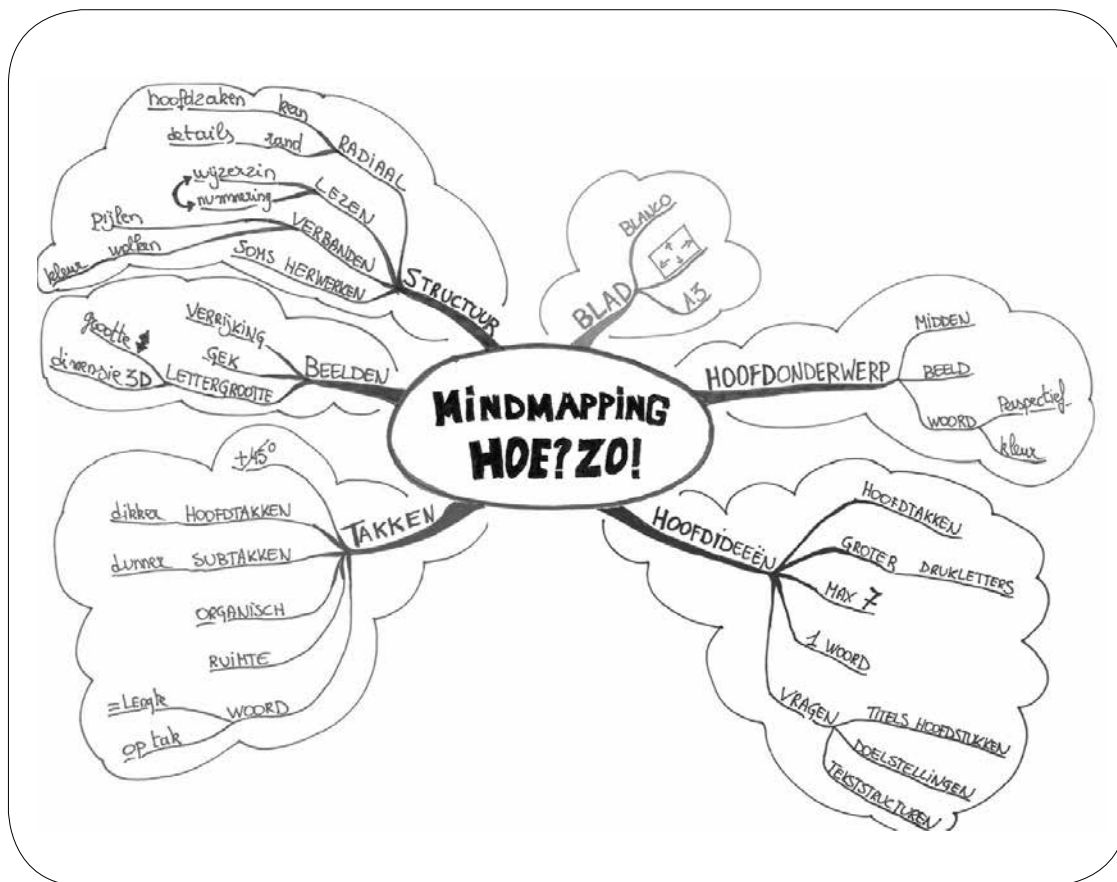 MINDMAPPING
HOE?ZO!
BLAD
BLANCO
A3
HOOFDONDERWERP
MIDDEN
BEELD
WOORD
Perspectief
kleur
HOOFDIDEEËN
HOOFDTAKKEN
GROTER DRUKLETTERS
MAX 7
1 WOORD
VRAGEN
TITELS HOOFDSTUKKEN
DOELSTELLINGEN
TEKSTSTRUCTUREN
TAKKEN
±45°
dikker HOOFDTAKKEN
dunner SUBTAKKEN
ORGANISCH
RUIMTE
WOORD
=Lengte
op tak
BEELDEN
VERRIJKING
GEK
LETTERGROOTTE
grootte
dimensie 3D
STRUCTUUR
RADIAAL
hoofdzaken kern
details rand
LEZEN
wijzerzin
nummering
VERBANDEN
pijlen
kleur wolken
SOMS HERWERKEN